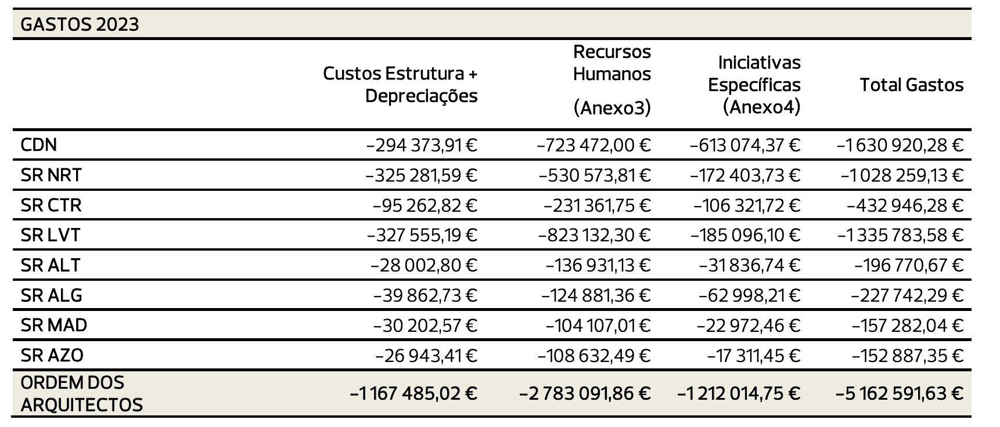 GASTOS 2023
Custos Estrutura +
Depreciações
Recursos
Humanos
(Anexo3)
Iniciativas
Específicas
(Anexo4)
Total Gastos
CDN -294 373,91 € -723 472,00 € -613 074,37 € -1 630 920,28 €
SR NRT -325 281,59 € -530 573,81 € -172 403,73 € -1 028 259,13 €
SR CTR -95 262,82 € -231 361,75 € -106 321,72 € -432 946,28 €
SR LVT -327 555,19 € -823 132,30 € -185 096,10 € -1 335 783,58 €
SR ALT -28 002,80 € -136 931,13 € -31 836,74 € -196 770,67 €
SR ALG -39 862,73 € -124 881,36 € -62 998,21 € -227 742,29 €
SR MAD -30 202,57 € -104 107,01 € -22 972,46 € -157 282,04 €
SR AZO -26 943,41 € -108 632,49 € -17 311,45 € -152 887,35 €
ORDEM DOS
ARQUITECTOS -1 167 485,02 € -2 783 091,86 € -1 212 014,75 € -5 162 591,63 €